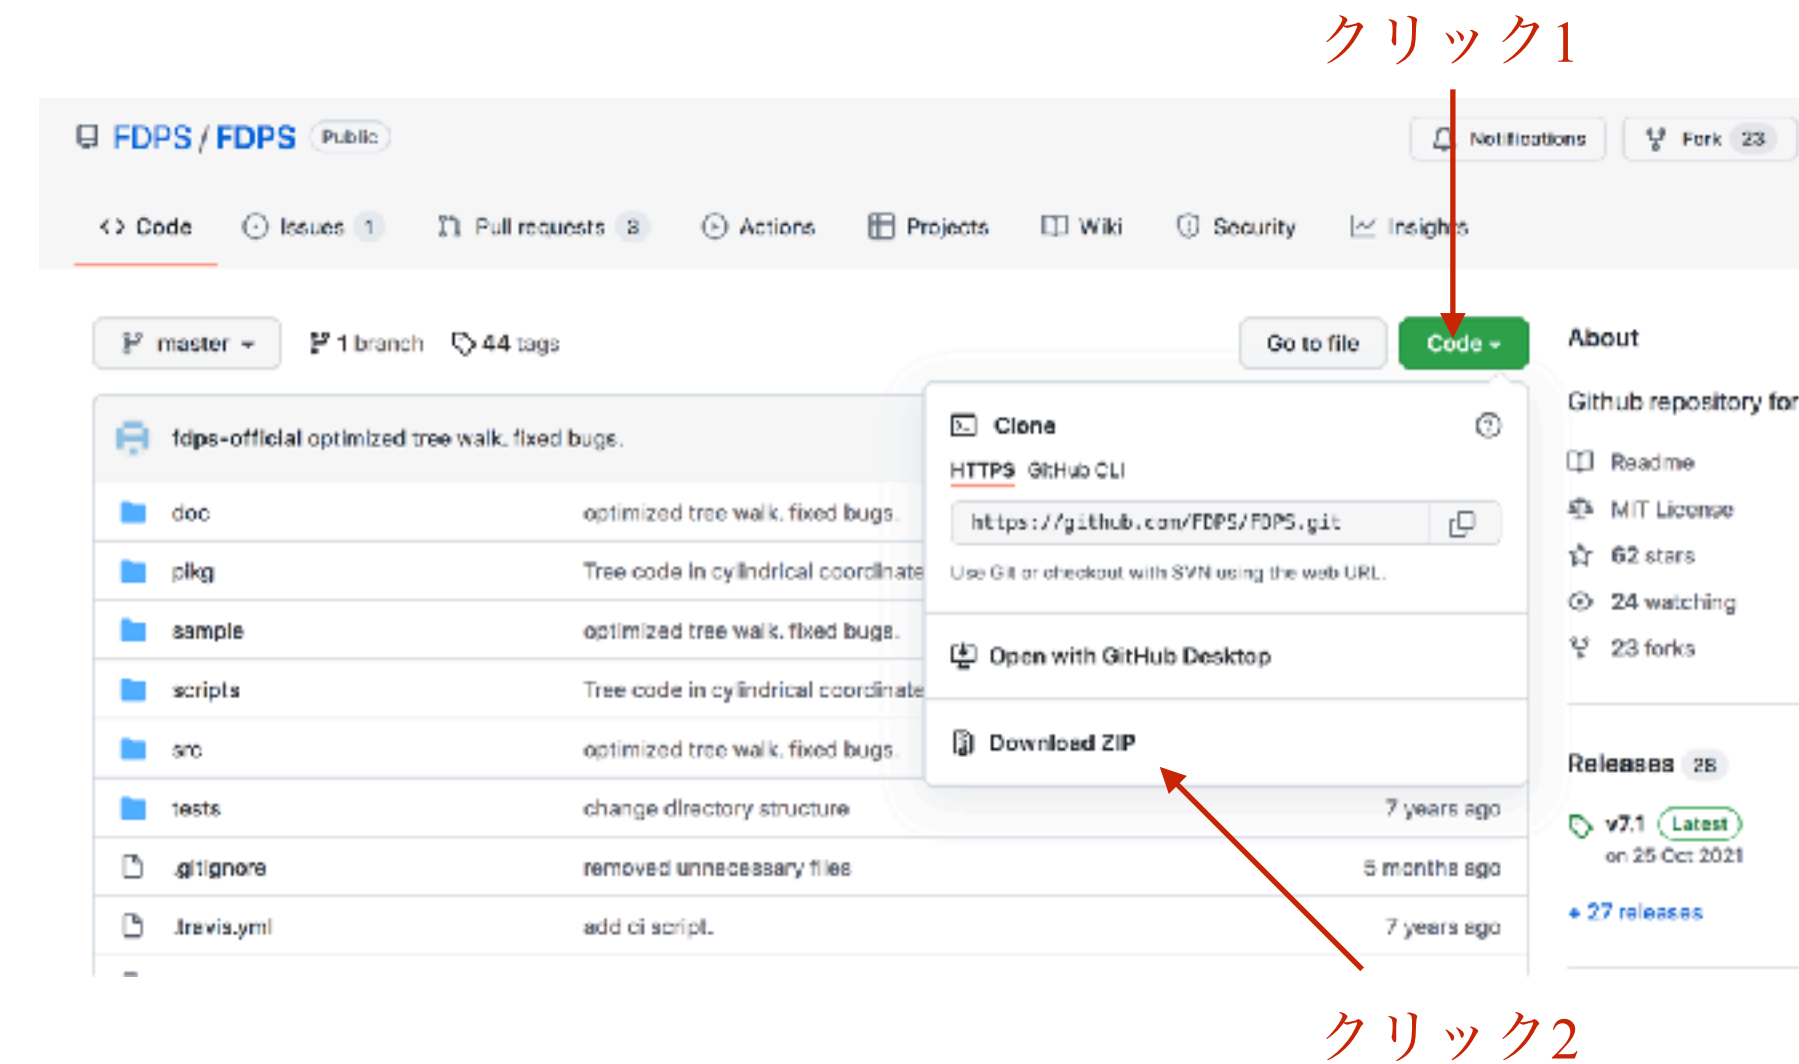 クリック1
FDPS / FDPS Public
Notifications Fork 23
Code Issues 1 Pull requests 3 Actions Projects Wiki Security Insights
master 1 branch 44 tags
Go to file Code
About
Github repository for
fdps-official optimized tree walk. fixed bugs.
Clone
HTTPS GitHub CLI
https://github.com/FDPS/FDPS.git
Use Git or checkout with SVN using the web URL.
Open with GitHub Desktop
Download ZIP
doc optimized tree walk. fixed bugs.
pikg Tree code in cylindrical coordinate
sample optimized tree walk. fixed bugs.
scripts Tree code in cylindrical coordinate
src optimized tree walk. fixed bugs.
tests change directory structure 7 years ago
.gitignore removed unnecessary files 5 months ago
.travis.yml add ci script. 7 years ago
Readme
MIT License
62 stars
24 watching
23 forks
Releases 28
v7.1 Latest
on 25 Oct 2021
+ 27 releases
クリック2